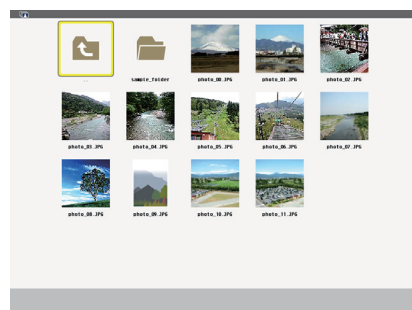 ..
sample_folder
photo_00.JPG
photo_01.JPG
photo_02.JPG
photo_03.JPG
photo_04.JPG
photo_05.JPG
photo_06.JPG
photo_07.JPG
photo_08.JPG
photo_09.JPG
photo_10.JPG
photo_11.JPG